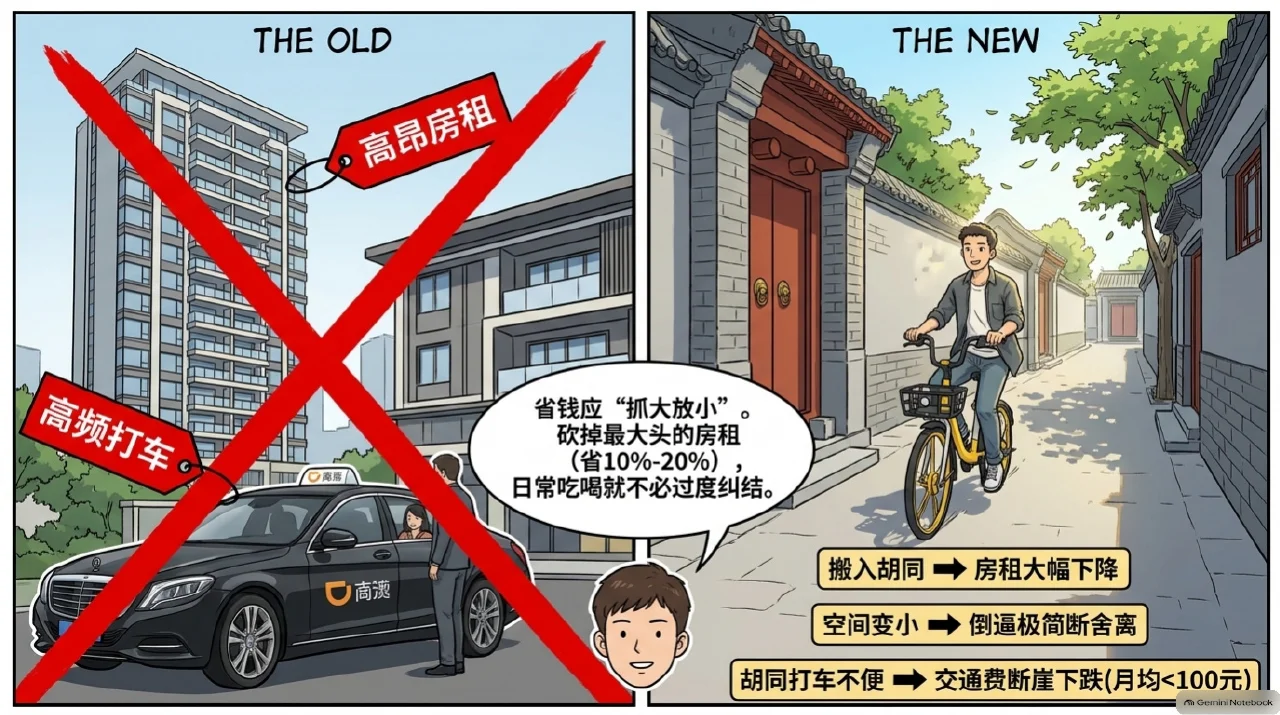 THE OLD
高昂房租
高频打车
THE NEW
省钱应“抓大放小”。
砍掉最大头的房租
（省10%-20%），
日常吃喝就不必过度纠结。
搬入胡同 ➡ 房租大幅下降
空间变小 ➡ 倒逼极简断舍离
胡同打车不便 ➡ 交通费断崖下跌(月均<100元)
Gemini Notebook